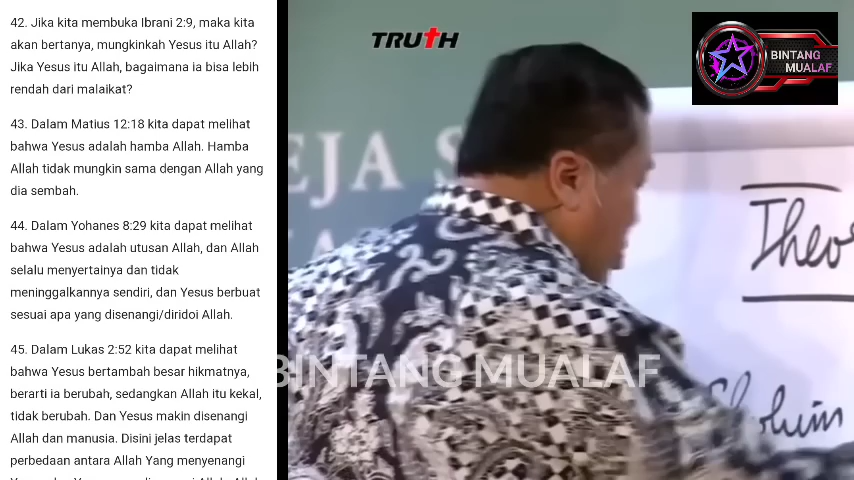 42. Jika kita membuka Ibrani 2:9, maka kita
akan bertanya, mungkinkah Yesus itu Allah?
Jika Yesus itu Allah, bagaimana ia bisa lebih
rendah dari malaikat?
43. Dalam Matius 12:18 kita dapat melihat
bahwa Yesus adalah hamba Allah. Hamba
Allah tidak mungkin sama dengan Allah yang
dia sembah.
44. Dalam Yohanes 8:29 kita dapat melihat
bahwa Yesus adalah utusan Allah, dan Allah
selalu menyertainya dan tidak
meninggalkannya sendiri, dan Yesus berbuat
sesuai apa yang disenangi/diridoi Allah.
45. Dalam Lukas 2:52 kita dapat melihat
bahwa Yesus bertambah besar hikmatnya,
berarti ia berubah, sedangkan Allah itu kekal,
tidak berubah. Dan Yesus makin disenangi
Allah dan manusia. Disini jelas terdapat
perbedaan antara Allah Yang menyenangi
TRUTH
BINTANG
MUALAF
EJA S
Theo
Elohim
BINTANG MUALAF